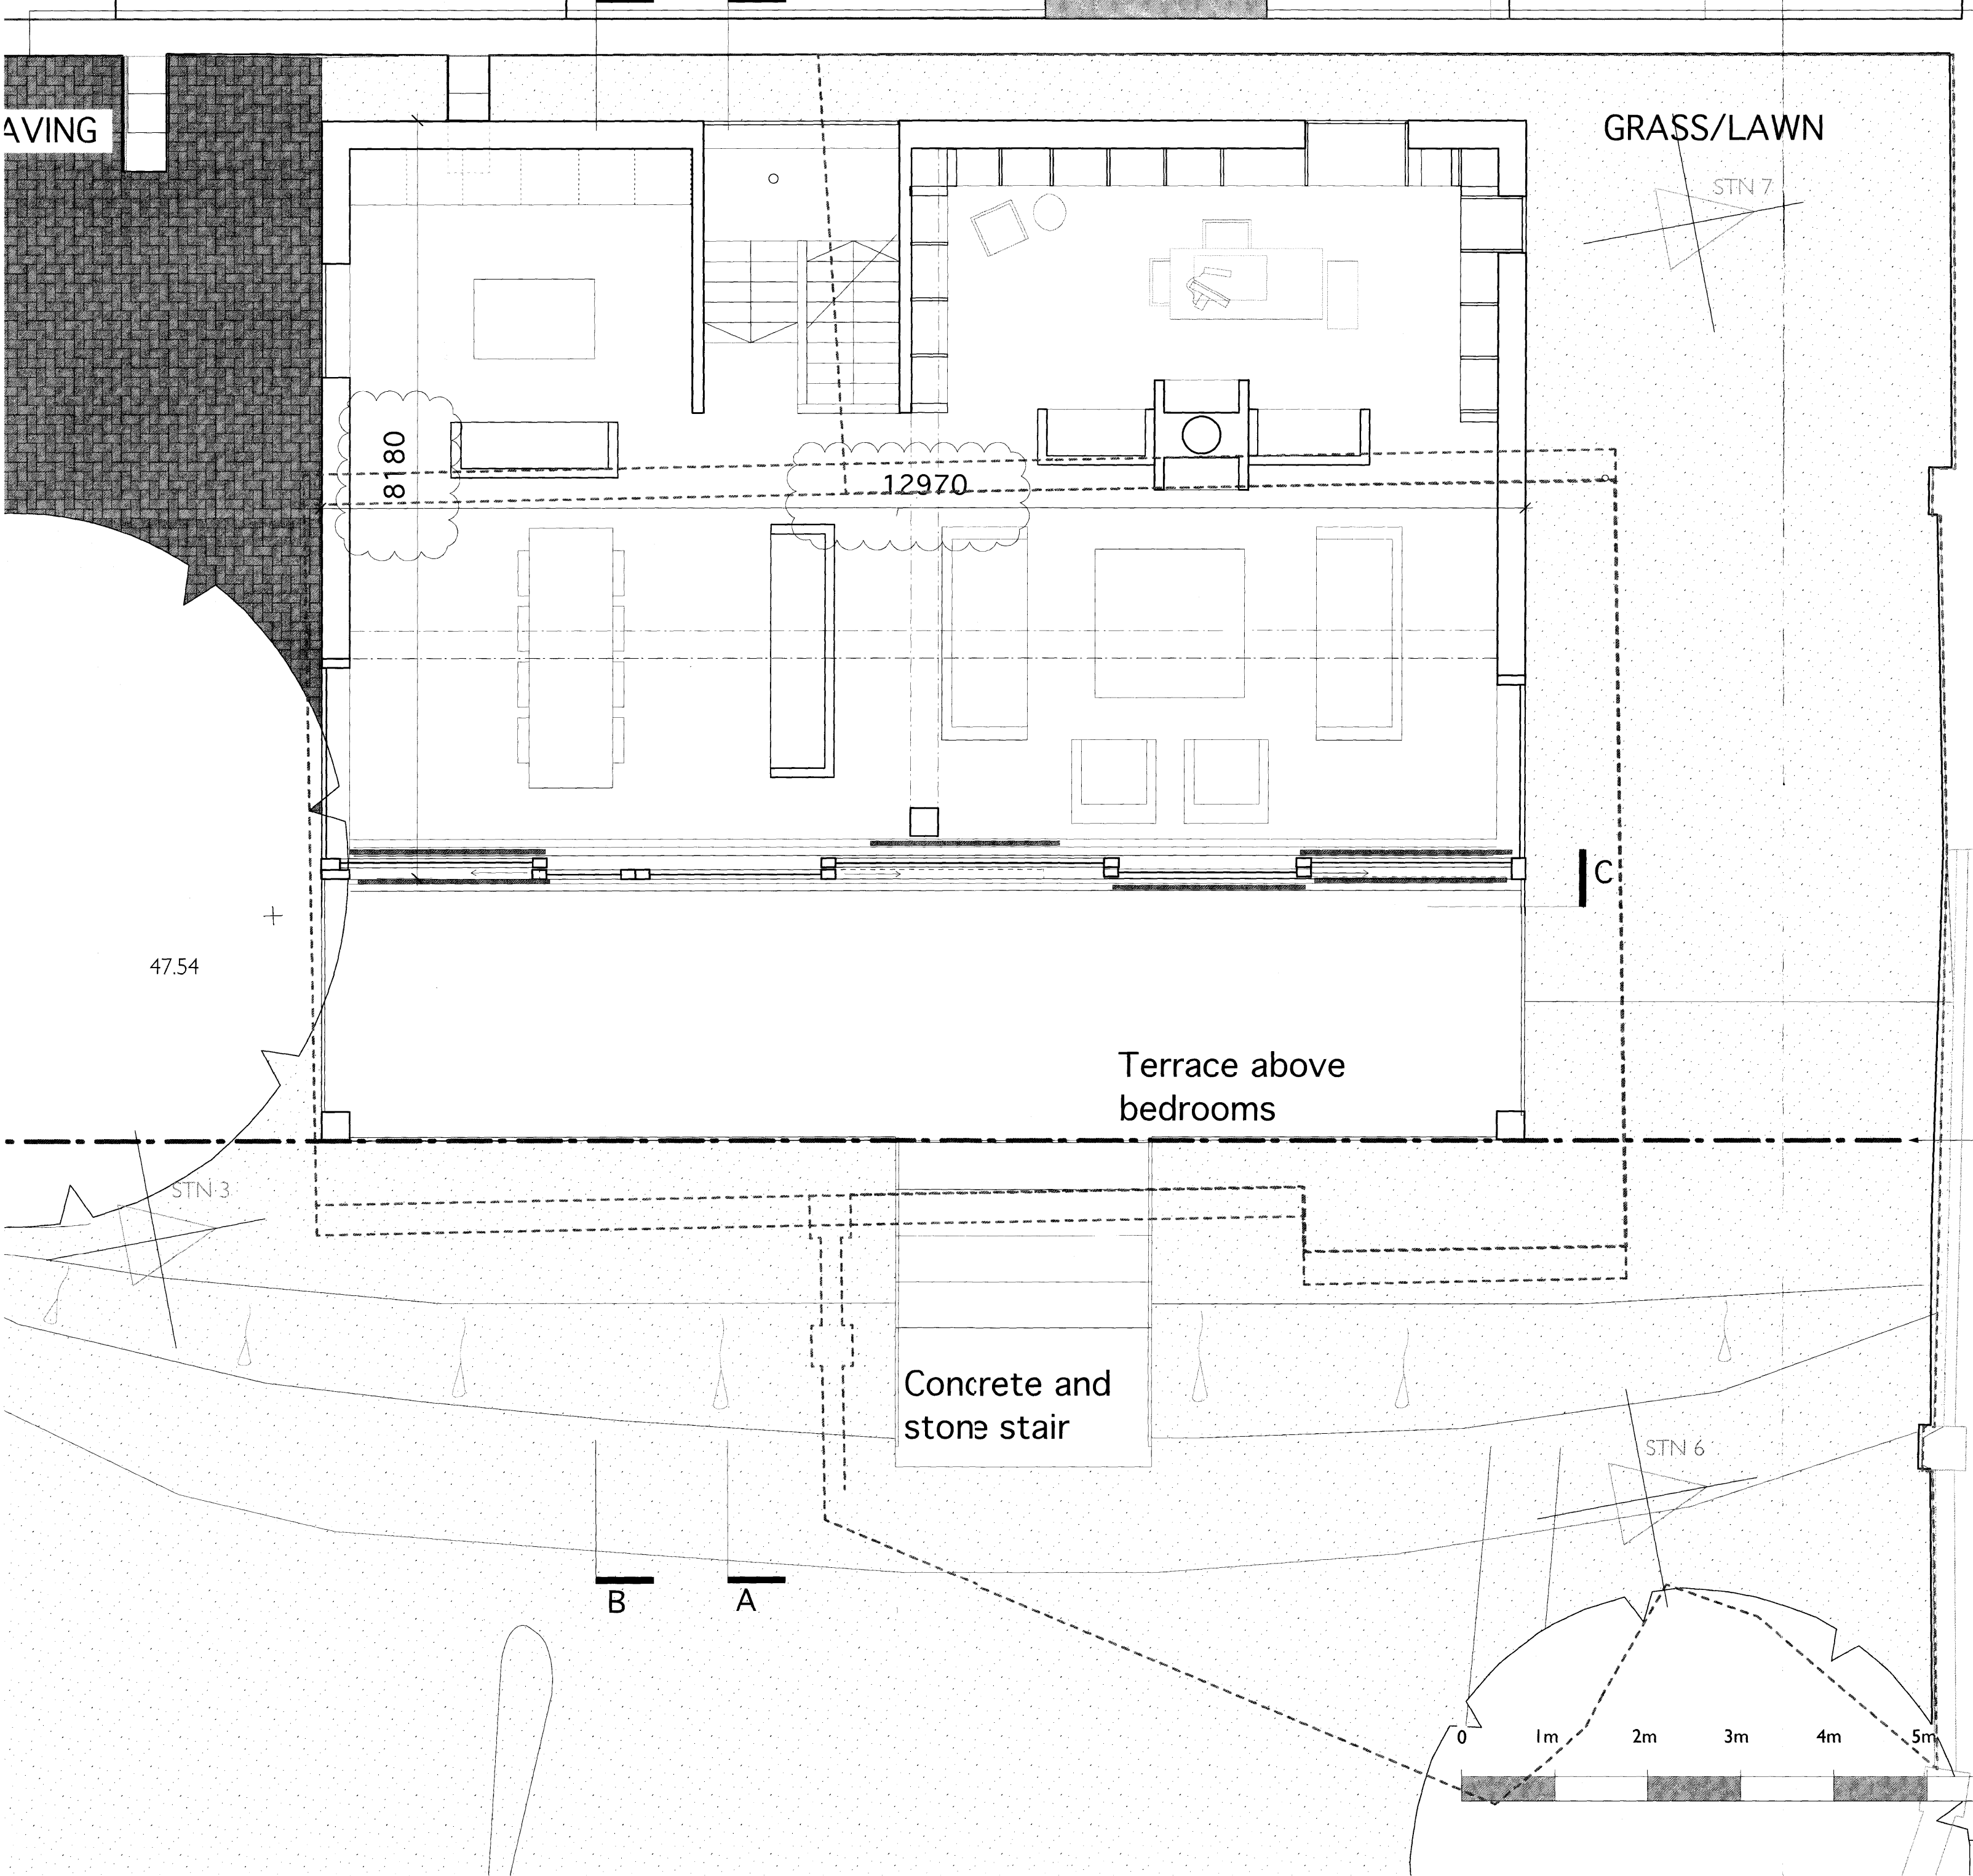 AVING
GRASS/LAWN
STN 7
8180
12970
C
47.54
Terrace above
bedrooms
STN 3
Concrete and
stone stair
STN 6
B
A
0 1m 2m 3m 4m 5m